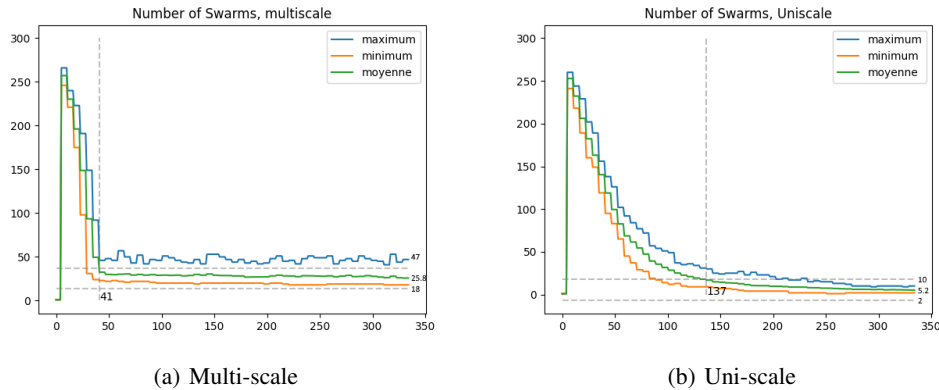 Number of Swarms, multiscale
300
250
200
150
100
50
0
maximum
minimum
moyenne
47
25.8
18
41
0 50 100 150 200 250 300 350
(a) Multi-scale
Number of Swarms, Uniscale
300
250
200
150
100
50
0
maximum
minimum
moyenne
10
5.2
2
137
0 50 100 150 200 250 300 350
(b) Uni-scale